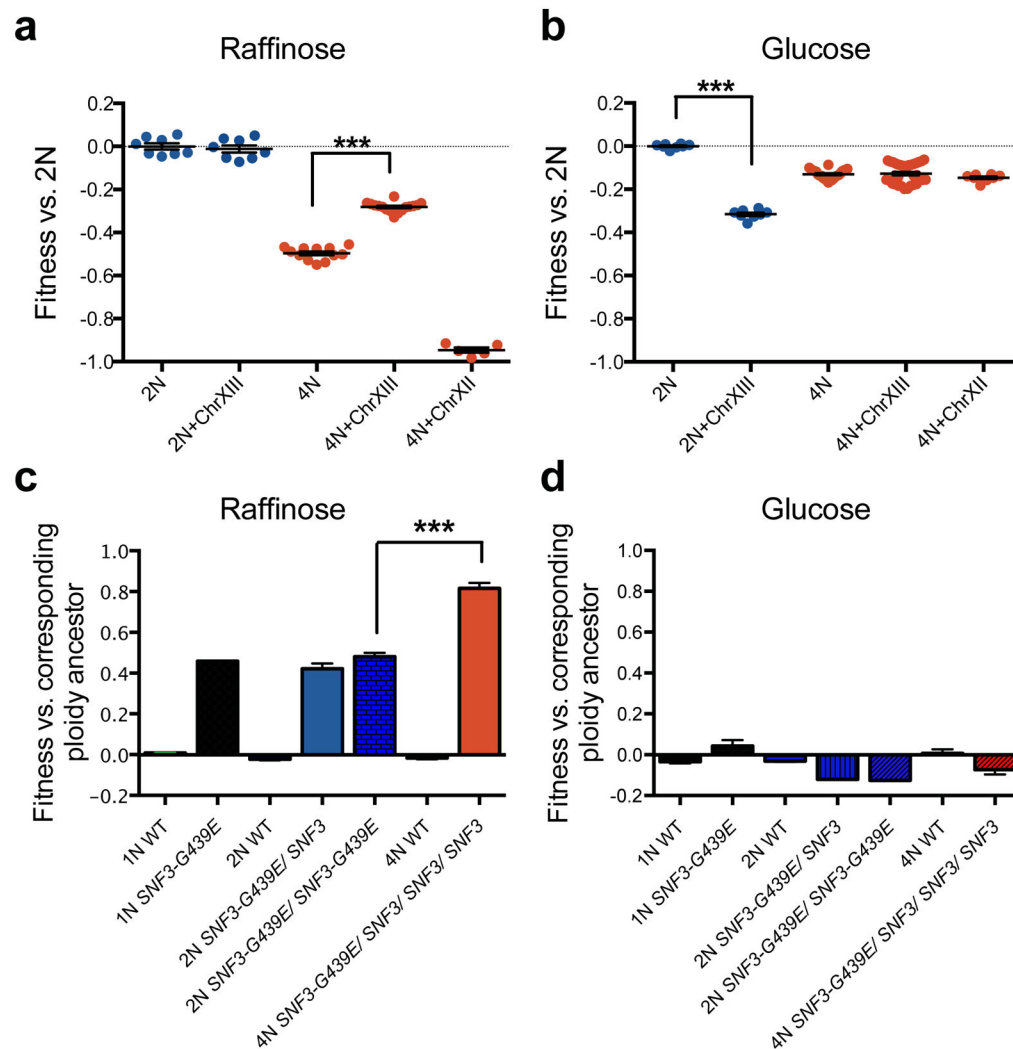 a
Raffinose
Fitness vs. 2N
0.2
0.0
-0.2
-0.4
-0.6
-0.8
-1.0
***
2N
2N+ChrXIII
4N
4N+ChrXIII
4N+ChrXII
b
Glucose
Fitness vs. 2N
0.2
0.0
-0.2
-0.4
-0.6
-0.8
-1.0
***
2N
2N+ChrXIII
4N
4N+ChrXIII
4N+ChrXII
c
Raffinose
Fitness vs. corresponding
ploidy ancestor
1.0
0.8
0.6
0.4
0.2
0.0
−0.2
***
1N WT
1N SNF3-G439E
2N WT
2N SNF3-G439E/ SNF3
2N SNF3-G439E/ SNF3-G439E
4N WT
4N SNF3-G439E/ SNF3/ SNF3/ SNF3
d
Glucose
Fitness vs. corresponding
ploidy ancestor
1.0
0.8
0.6
0.4
0.2
0.0
-0.2
1N WT
1N SNF3-G439E
2N WT
2N SNF3-G439E/ SNF3
2N SNF3-G439E/ SNF3-G439E
4N WT
4N SNF3-G439E/ SNF3/ SNF3/ SNF3